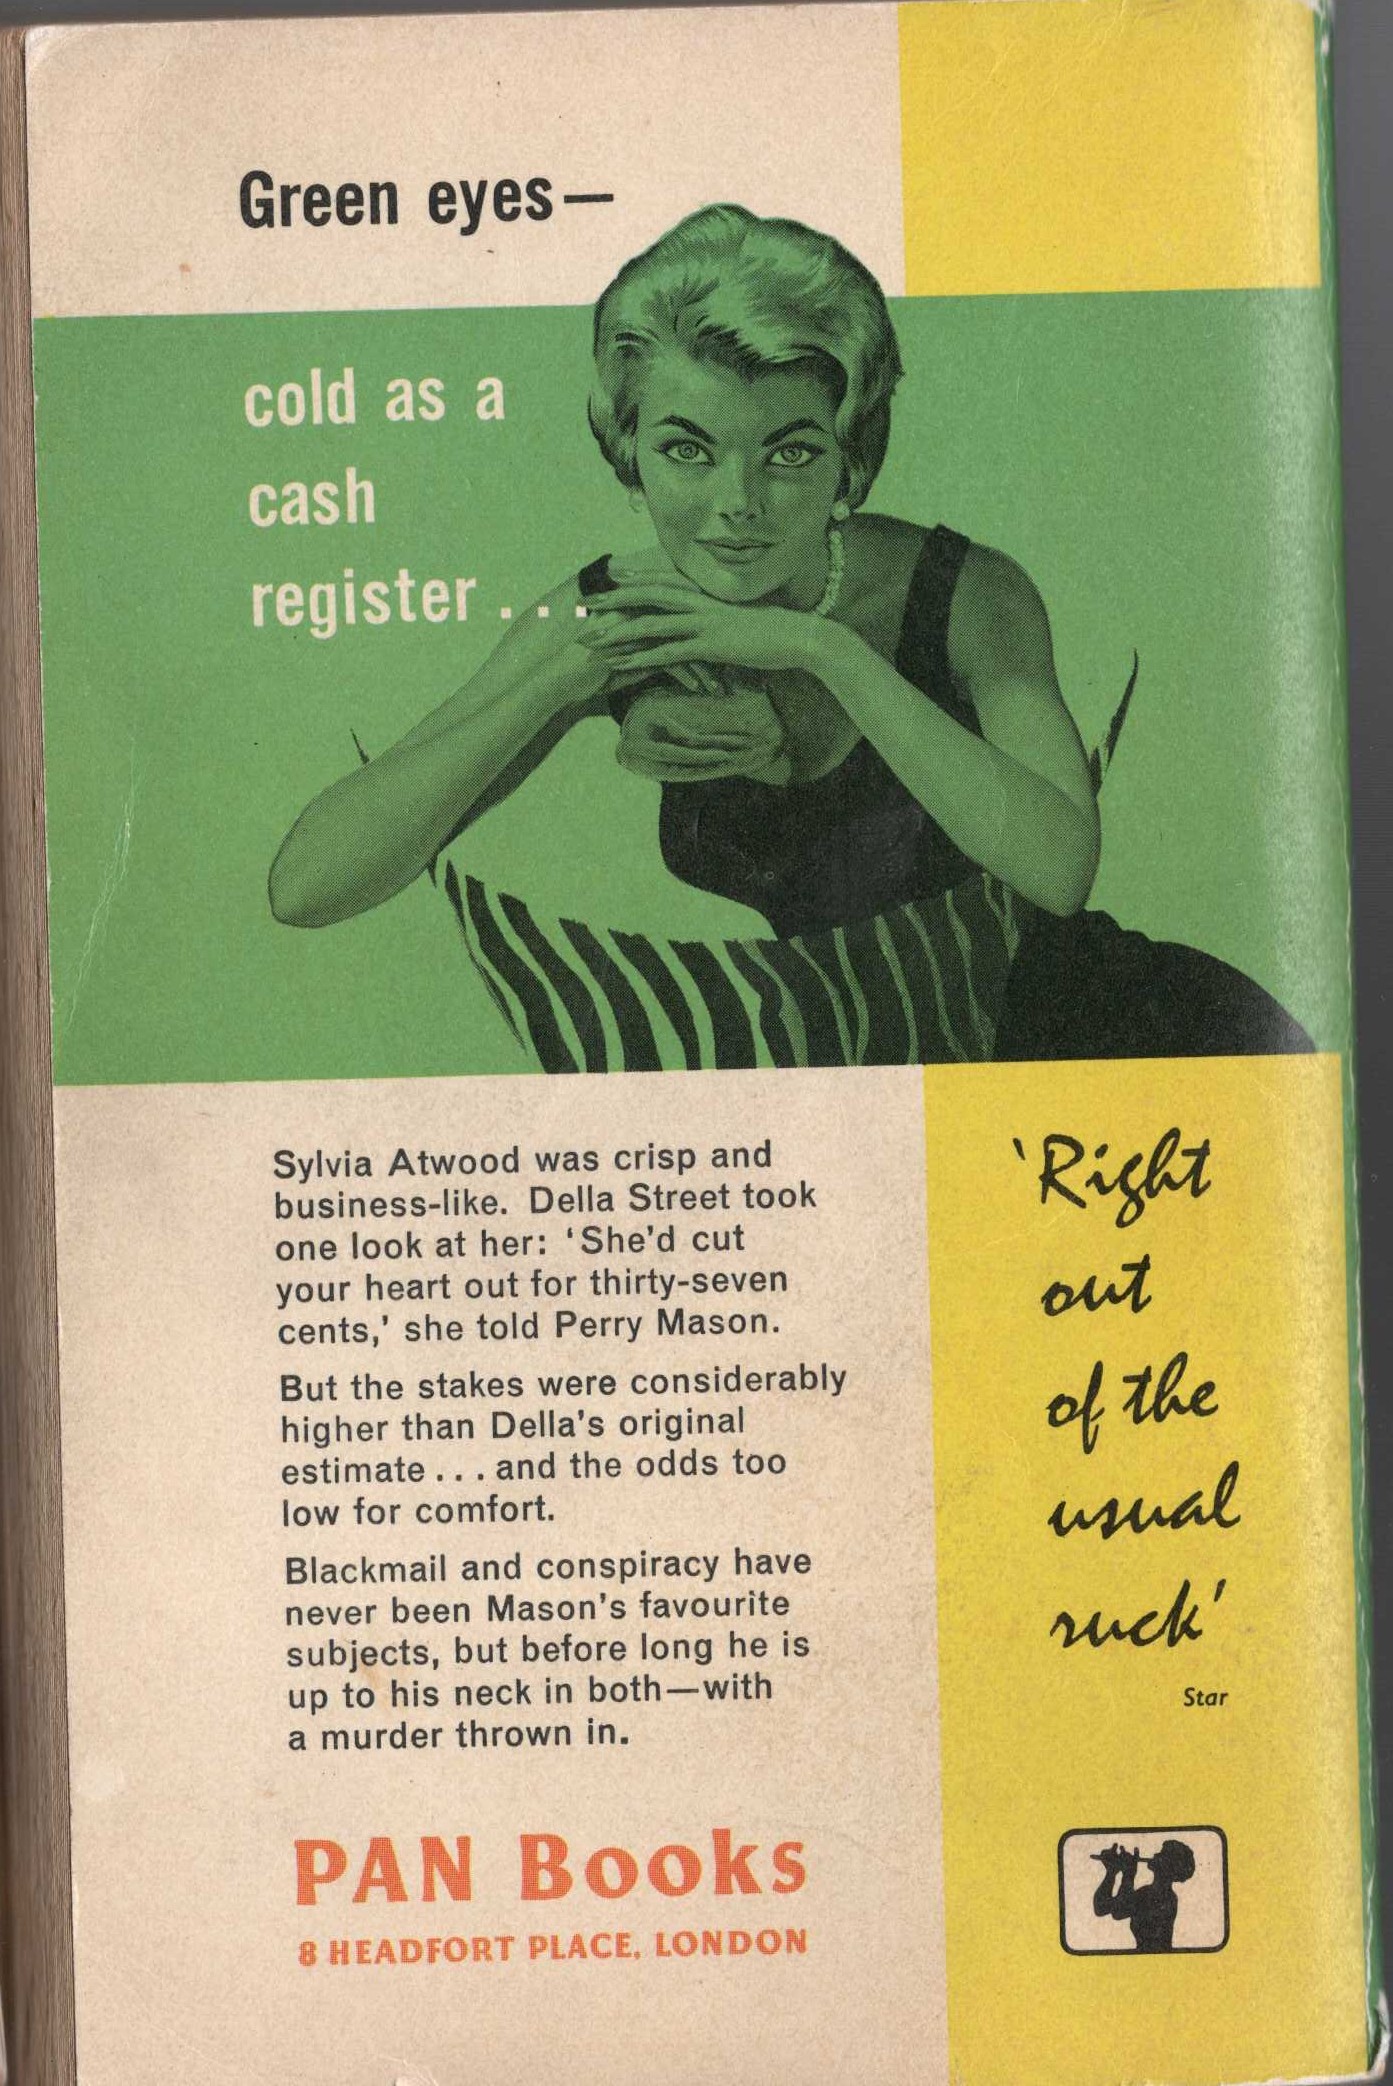 Green eyes—
cold as a
cash
register . . .
Sylvia Atwood was crisp and
business-like. Della Street took
one look at her: ‘She’d cut
your heart out for thirty-seven
cents,’ she told Perry Mason.
But the stakes were considerably
higher than Della’s original
estimate . . . and the odds too
low for comfort.
Blackmail and conspiracy have
never been Mason’s favourite
subjects, but before long he is
up to his neck in both—with
a murder thrown in.
PAN Books
8 HEADFORT PLACE, LONDON
‘Right
out
of the
usual
ruck’
Star